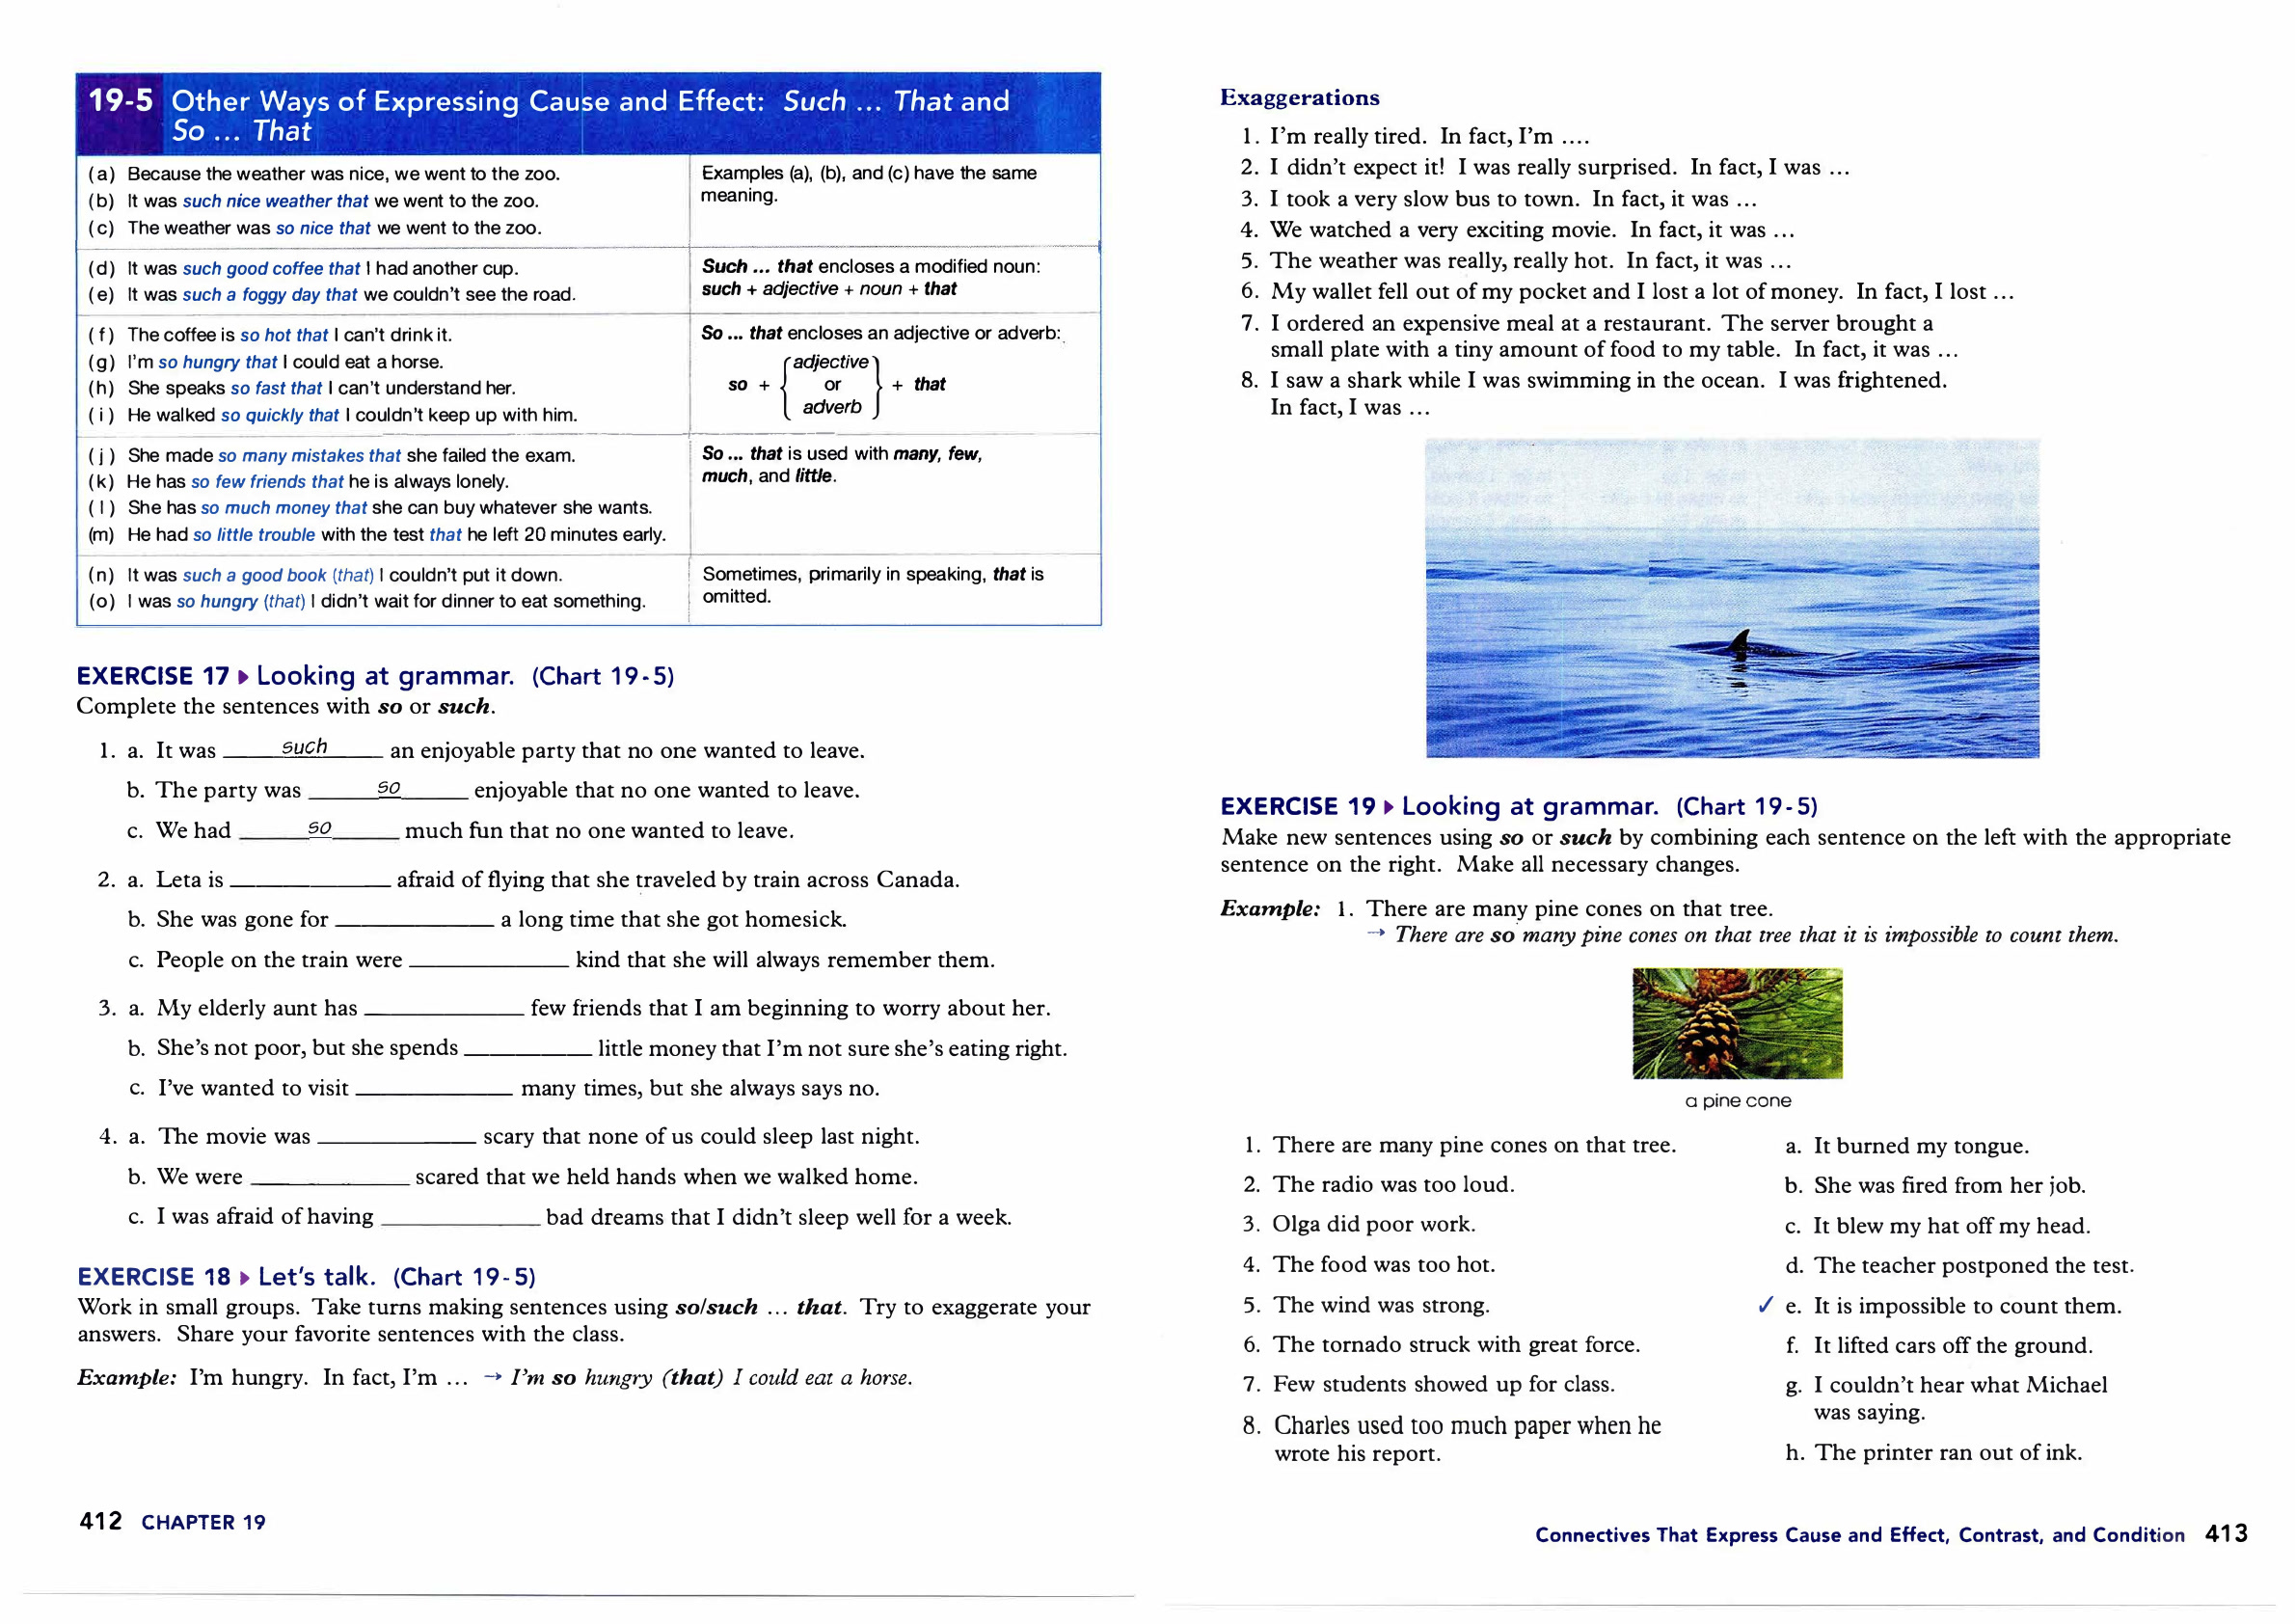 19-5 Other Ways of Expressing Cause and Effect: Such ... That and
So ... That
(a) Because the weather was nice, we went to the zoo.
(b) It was such nice weather that we went to the zoo.
(c) The weather was so nice that we went to the zoo.
Examples (a), (b), and (c) have the same
meaning.
(d) It was such good coffee that I had another cup.
(e) It was such a foggy day that we couldn't see the road.
Such ... that encloses a modified noun:
such + adjective + noun + that
(f) The coffee is so hot that I can't drink it.
(g) I'm so hungry that I could eat a horse.
(h) She speaks so fast that I can't understand her.
(i) He walked so quickly that I couldn't keep up with him.
So ... that encloses an adjective or adverb:
adjective
so + { or } + that
adverb
(j) She made so many mistakes that she failed the exam.
(k) He has so few friends that he is always lonely.
(l) She has so much money that she can buy whatever she wants.
(m) He had so little trouble with the test that he left 20 minutes early.
So ... that is used with many, few,
much, and little.
(n) It was such a good book (that) I couldn't put it down.
(o) I was so hungry (that) I didn't wait for dinner to eat something.
Sometimes, primarily in speaking, that is
omitted.
EXERCISE 17 ▸ Looking at grammar. (Chart 19-5)
Complete the sentences with so or such.
1. a. It was ____such____ an enjoyable party that no one wanted to leave.
b. The party was ____so____ enjoyable that no one wanted to leave.
c. We had ____so____ much fun that no one wanted to leave.
2. a. Leta is __________ afraid of flying that she traveled by train across Canada.
b. She was gone for __________ a long time that she got homesick.
c. People on the train were __________ kind that she will always remember them.
3. a. My elderly aunt has __________ few friends that I am beginning to worry about her.
b. She's not poor, but she spends __________ little money that I'm not sure she's eating right.
c. I've wanted to visit __________ many times, but she always says no.
4. a. The movie was __________ scary that none of us could sleep last night.
b. We were __________ scared that we held hands when we walked home.
c. I was afraid of having __________ bad dreams that I didn't sleep well for a week.
EXERCISE 18 ▸ Let's talk. (Chart 19-5)
Work in small groups. Take turns making sentences using so/such ... that. Try to exaggerate your
answers. Share your favorite sentences with the class.
Example: I'm hungry. In fact, I'm ... → I'm so hungry (that) I could eat a horse.
412 CHAPTER 19
Exaggerations
1. I'm really tired. In fact, I'm ....
2. I didn't expect it! I was really surprised. In fact, I was ...
3. I took a very slow bus to town. In fact, it was ...
4. We watched a very exciting movie. In fact, it was ...
5. The weather was really, really hot. In fact, it was ...
6. My wallet fell out of my pocket and I lost a lot of money. In fact, I lost ...
7. I ordered an expensive meal at a restaurant. The server brought a
small plate with a tiny amount of food to my table. In fact, it was ...
8. I saw a shark while I was swimming in the ocean. I was frightened.
In fact, I was ...
EXERCISE 19 ▸ Looking at grammar. (Chart 19-5)
Make new sentences using so or such by combining each sentence on the left with the appropriate
sentence on the right. Make all necessary changes.
Example: 1. There are many pine cones on that tree.
→ There are so many pine cones on that tree that it is impossible to count them.
a pine cone
1. There are many pine cones on that tree.
2. The radio was too loud.
3. Olga did poor work.
4. The food was too hot.
5. The wind was strong.
6. The tornado struck with great force.
7. Few students showed up for class.
8. Charles used too much paper when he
wrote his report.
a. It burned my tongue.
b. She was fired from her job.
c. It blew my hat off my head.
d. The teacher postponed the test.
✓ e. It is impossible to count them.
f. It lifted cars off the ground.
g. I couldn't hear what Michael
was saying.
h. The printer ran out of ink.
Connectives That Express Cause and Effect, Contrast, and Condition 413